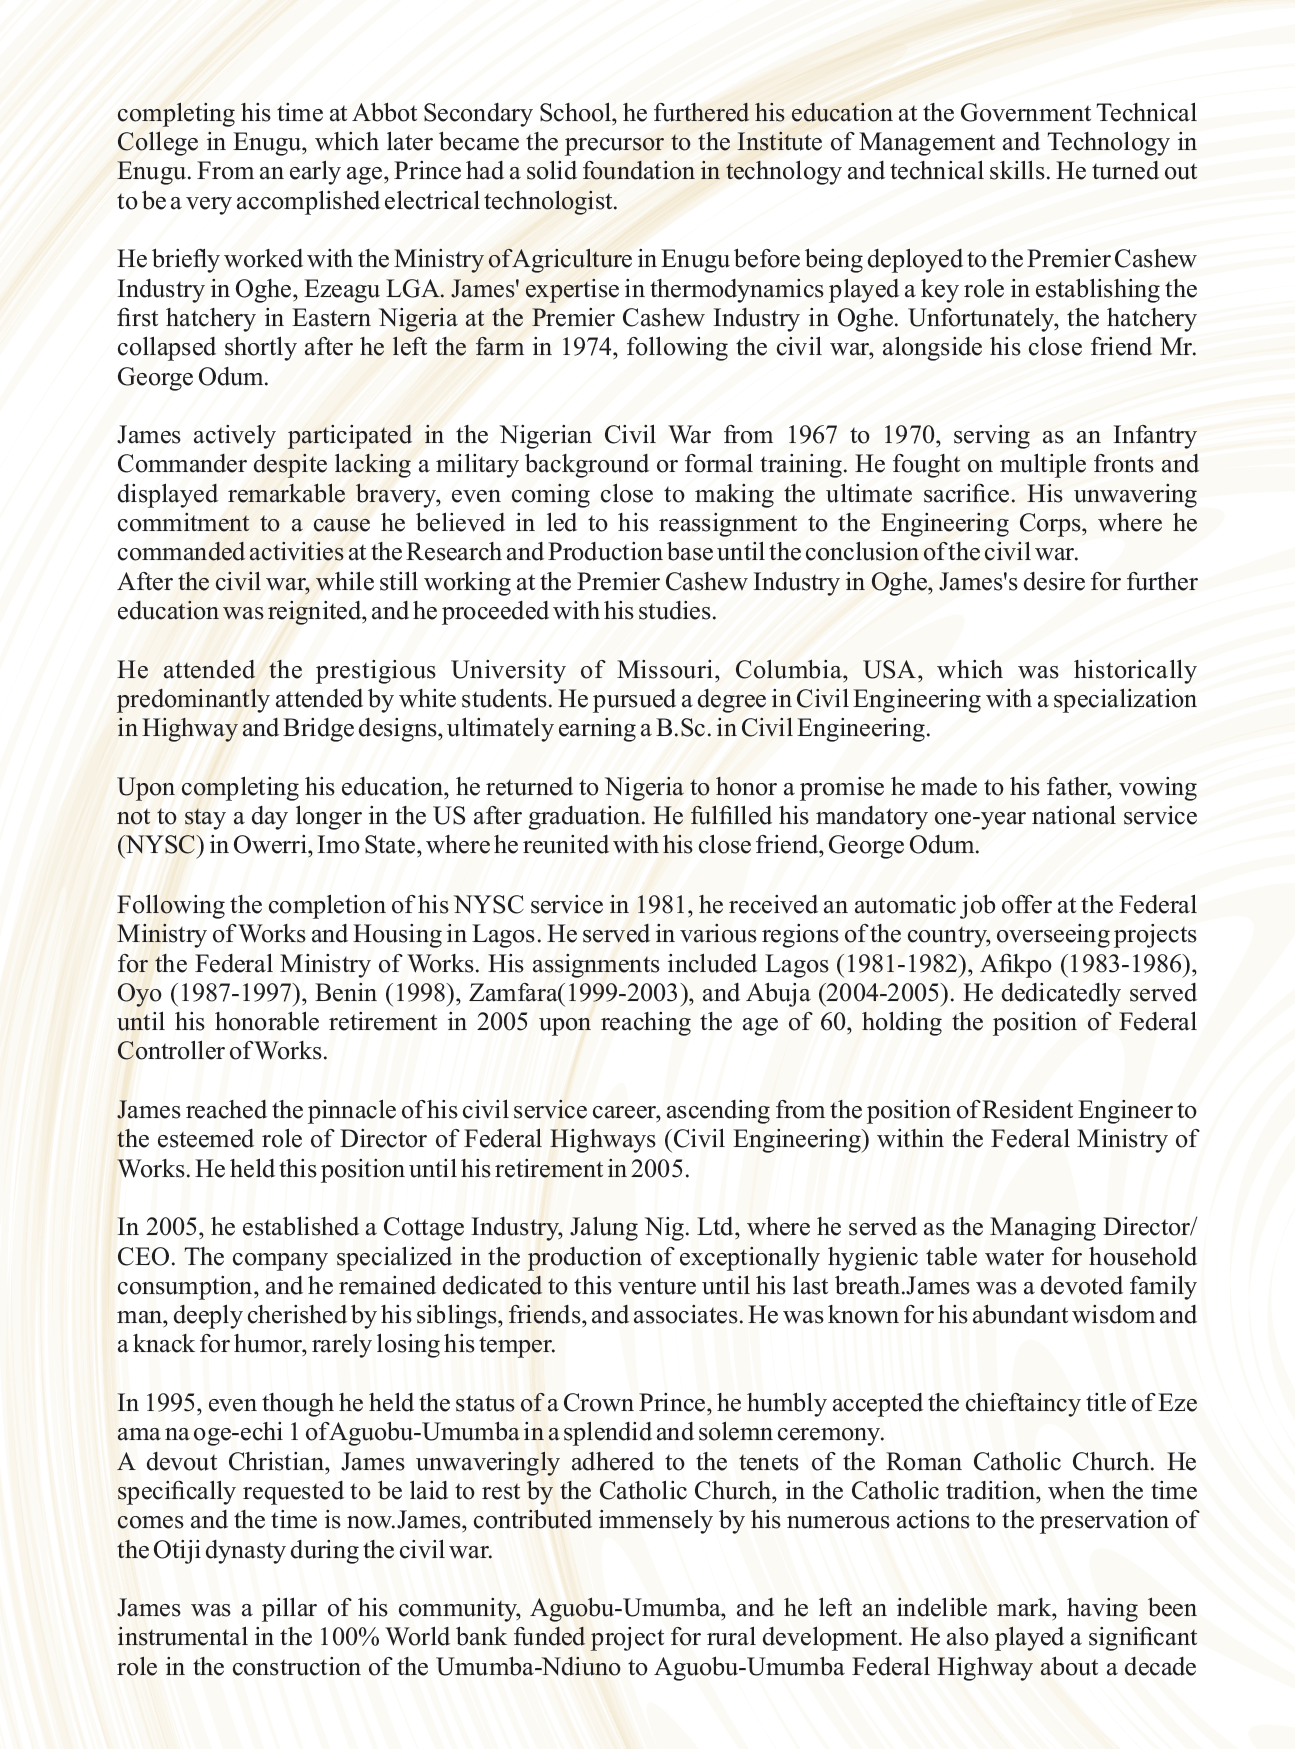 completing his time at Abbot Secondary School, he furthered his education at the Government Technical
College in Enugu, which later became the precursor to the Institute of Management and Technology in
Enugu. From an early age, Prince had a solid foundation in technology and technical skills. He turned out
to be a very accomplished electrical technologist.
He briefly worked with the Ministry of Agriculture in Enugu before being deployed to the Premier Cashew
Industry in Oghe, Ezeagu LGA. James' expertise in thermodynamics played a key role in establishing the
first hatchery in Eastern Nigeria at the Premier Cashew Industry in Oghe. Unfortunately, the hatchery
collapsed shortly after he left the farm in 1974, following the civil war, alongside his close friend Mr.
George Odum.
James actively participated in the Nigerian Civil War from 1967 to 1970, serving as an Infantry
Commander despite lacking a military background or formal training. He fought on multiple fronts and
displayed remarkable bravery, even coming close to making the ultimate sacrifice. His unwavering
commitment to a cause he believed in led to his reassignment to the Engineering Corps, where he
commanded activities at the Research and Production base until the conclusion of the civil war.
After the civil war, while still working at the Premier Cashew Industry in Oghe, James's desire for further
education was reignited, and he proceeded with his studies.
He attended the prestigious University of Missouri, Columbia, USA, which was historically
predominantly attended by white students. He pursued a degree in Civil Engineering with a specialization
in Highway and Bridge designs, ultimately earning a B.Sc. in Civil Engineering.
Upon completing his education, he returned to Nigeria to honor a promise he made to his father, vowing
not to stay a day longer in the US after graduation. He fulfilled his mandatory one-year national service
(NYSC) in Owerri, Imo State, where he reunited with his close friend, George Odum.
Following the completion of his NYSC service in 1981, he received an automatic job offer at the Federal
Ministry of Works and Housing in Lagos. He served in various regions of the country, overseeing projects
for the Federal Ministry of Works. His assignments included Lagos (1981-1982), Afikpo (1983-1986),
Oyo (1987-1997), Benin (1998), Zamfara(1999-2003), and Abuja (2004-2005). He dedicatedly served
until his honorable retirement in 2005 upon reaching the age of 60, holding the position of Federal
Controller of Works.
James reached the pinnacle of his civil service career, ascending from the position of Resident Engineer to
the esteemed role of Director of Federal Highways (Civil Engineering) within the Federal Ministry of
Works. He held this position until his retirement in 2005.
In 2005, he established a Cottage Industry, Jalung Nig. Ltd, where he served as the Managing Director/
CEO. The company specialized in the production of exceptionally hygienic table water for household
consumption, and he remained dedicated to this venture until his last breath.James was a devoted family
man, deeply cherished by his siblings, friends, and associates. He was known for his abundant wisdom and
a knack for humor, rarely losing his temper.
In 1995, even though he held the status of a Crown Prince, he humbly accepted the chieftaincy title of Eze
ama na oge-echi 1 of Aguobu-Umumba in a splendid and solemn ceremony.
A devout Christian, James unwaveringly adhered to the tenets of the Roman Catholic Church. He
specifically requested to be laid to rest by the Catholic Church, in the Catholic tradition, when the time
comes and the time is now.James, contributed immensely by his numerous actions to the preservation of
the Otiji dynasty during the civil war.
James was a pillar of his community, Aguobu-Umumba, and he left an indelible mark, having been
instrumental in the 100% World bank funded project for rural development. He also played a significant
role in the construction of the Umumba-Ndiuno to Aguobu-Umumba Federal Highway about a decade